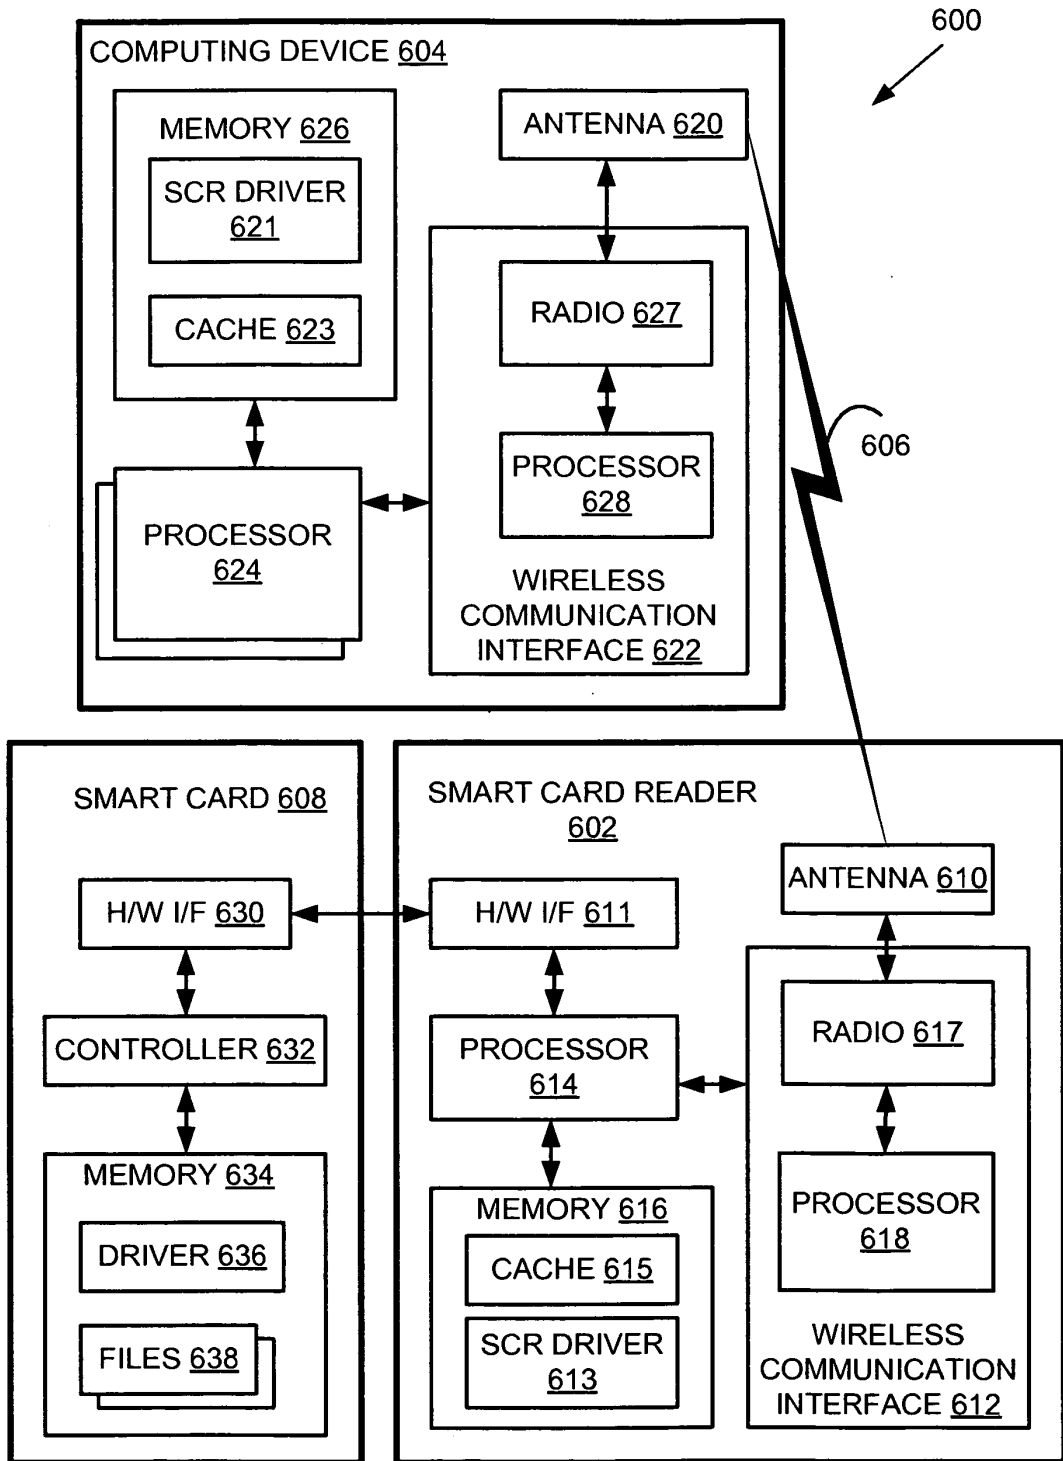 600
COMPUTING DEVICE 604
MEMORY 626
SCR DRIVER
621
CACHE 623
PROCESSOR
624
ANTENNA 620
RADIO 627
PROCESSOR
628
WIRELESS
COMMUNICATION
INTERFACE 622
606
SMART CARD 608
H/W I/F 630
CONTROLLER 632
MEMORY 634
DRIVER 636
FILES 638
SMART CARD READER
602
ANTENNA 610
H/W I/F 611
PROCESSOR
614
MEMORY 616
CACHE 615
SCR DRIVER
613
RADIO 617
PROCESSOR
618
WIRELESS
COMMUNICATION
INTERFACE 612